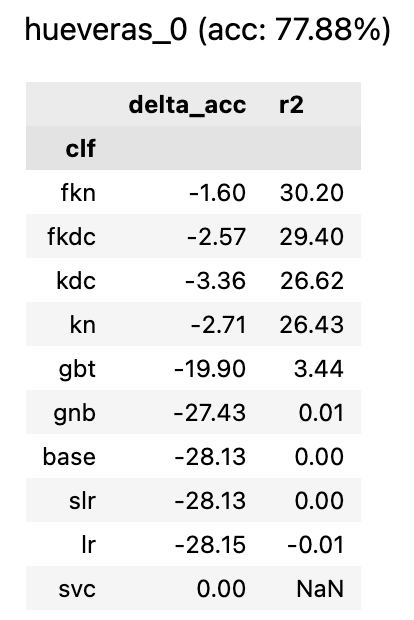 hueveras_0 (acc: 77.88%)
delta_acc r2
clf
fkn -1.60 30.20
fkdc -2.57 29.40
kdc -3.36 26.62
kn -2.71 26.43
gbt -19.90 3.44
gnb -27.43 0.01
base -28.13 0.00
slr -28.13 0.00
lr -28.15 -0.01
svc 0.00 NaN